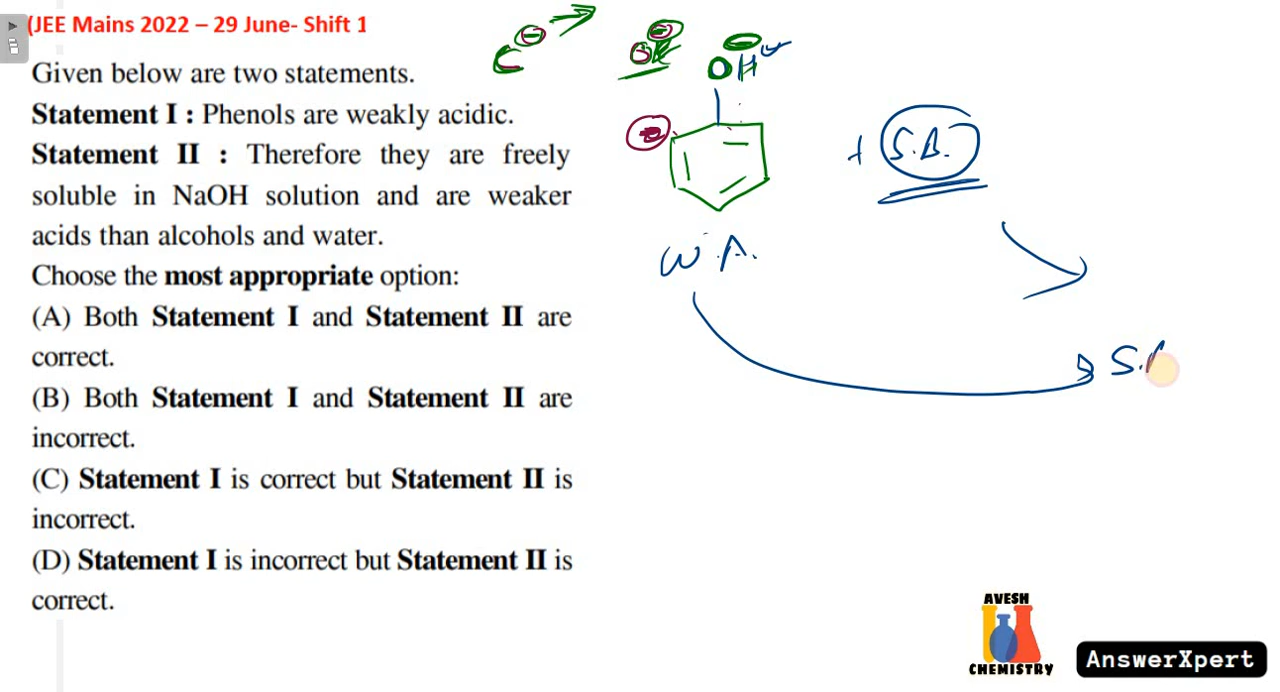 (JEE Mains 2022 – 29 June- Shift 1
Given below are two statements.
Statement I : Phenols are weakly acidic.
Statement II : Therefore they are freely
soluble in NaOH solution and are weaker
acids than alcohols and water.
Choose the most appropriate option:
(A) Both Statement I and Statement II are
correct.
(B) Both Statement I and Statement II are
incorrect.
(C) Statement I is correct but Statement II is
incorrect.
(D) Statement I is incorrect but Statement II is
correct.
OH
+ S.B.
W.A.
AVESH
CHEMISTRY
AnswerXpert